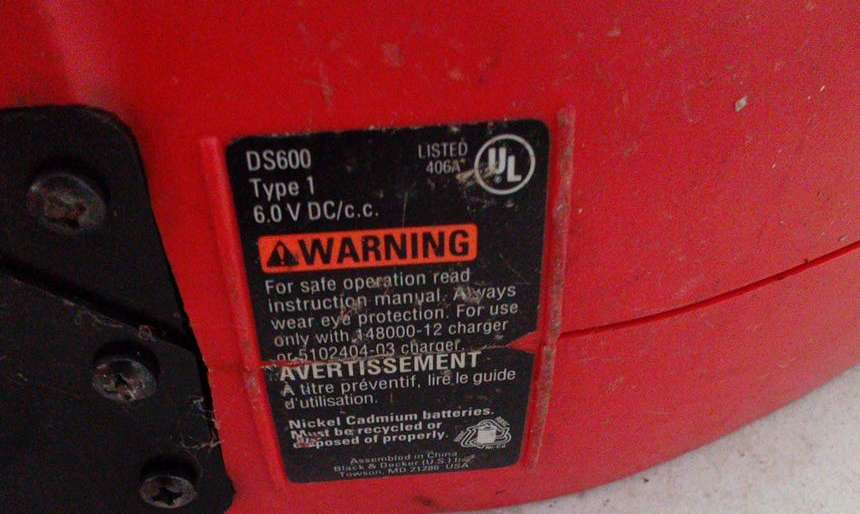 DS600
LISTED
406A
UL
Type 1
6.0 V DC/c.c.
WARNING
For safe operation read
instruction manual. Always
wear eye protection. For use
only with 148000-12 charger
or 5102404-03 charger.
AVERTISSEMENT
À titre préventif, lire le guide
d'utilisation.
Nickel Cadmium batteries.
Must be recycled or
disposed of properly.
Assembled in China
Black & Decker (U.S.)
Towson, MD 21286 USA